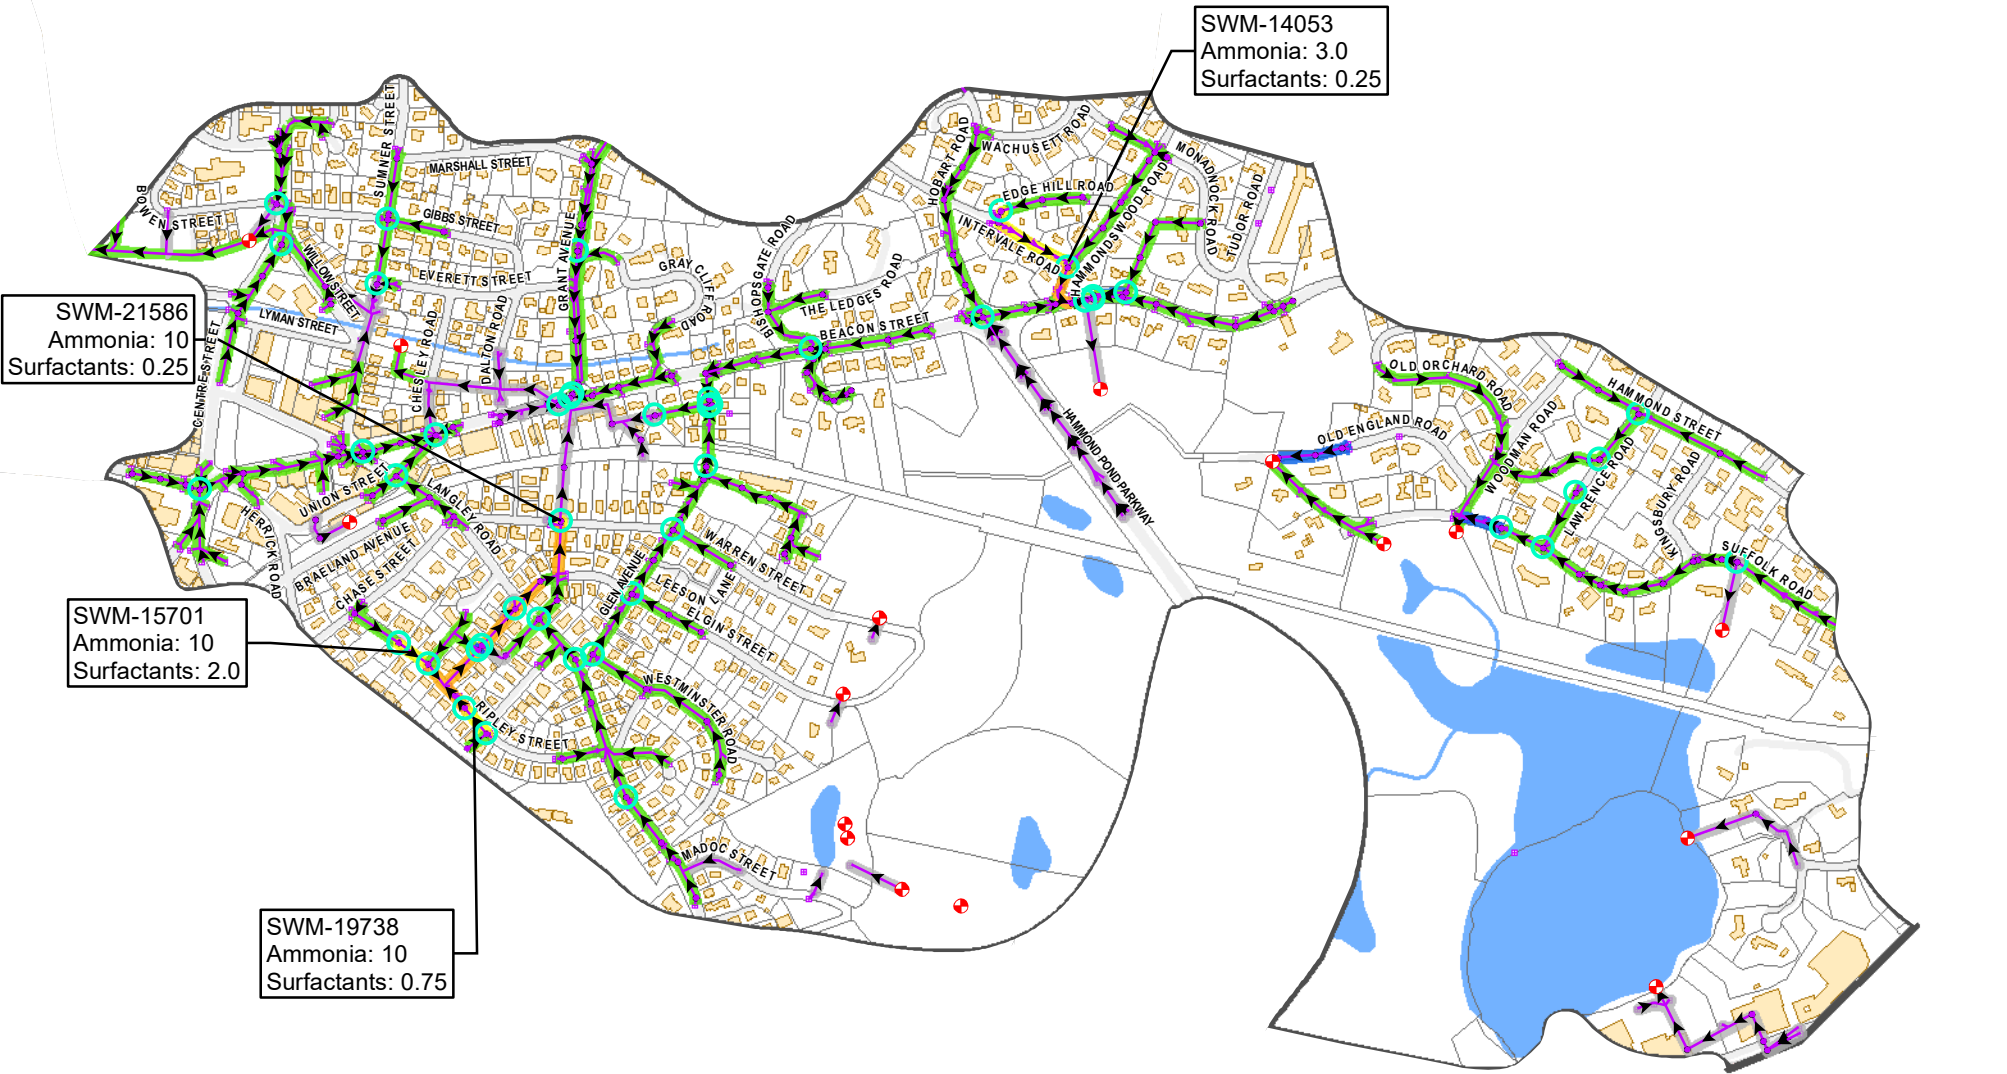 SWM-14053
Ammonia: 3.0
Surfactants: 0.25
SUMNER STREET
MARSHALL STREET
BOWEN STREET
GIBBS STREET
WILLOW STREET
EVERETT STREET
GRANT AVENUE
GRAY CLIFF ROAD
BISHOPSGATE ROAD
THE LEDGES ROAD
BEACON STREET
HOBART ROAD
WACHUSETT ROAD
EDGE HILL ROAD
INTERVALE ROAD
HAMMONDSWOOD ROAD
MONADNOCK ROAD
TUDOR ROAD
SWM-21586
Ammonia: 10
Surfactants: 0.25
LYMAN STREET
CENTRE STREET
CHESLEY ROAD
DALTON ROAD
HAMMOND POND PARKWAY
OLD ORCHARD ROAD
HAMMOND STREET
OLD ENGLAND ROAD
WOODMAN ROAD
LAWRENCE ROAD
KINGSBURY ROAD
SUFFOLK ROAD
UNION STREET
LANGLEY ROAD
HERRICK ROAD
BRAELAND AVENUE
CHASE STREET
WARREN STREET
GLEN AVENUE
LEESON LANE
ELGIN STREET
SWM-15701
Ammonia: 10
Surfactants: 2.0
WESTMINSTER ROAD
RIPLEY STREET
MADOC STREET
SWM-19738
Ammonia: 10
Surfactants: 0.75